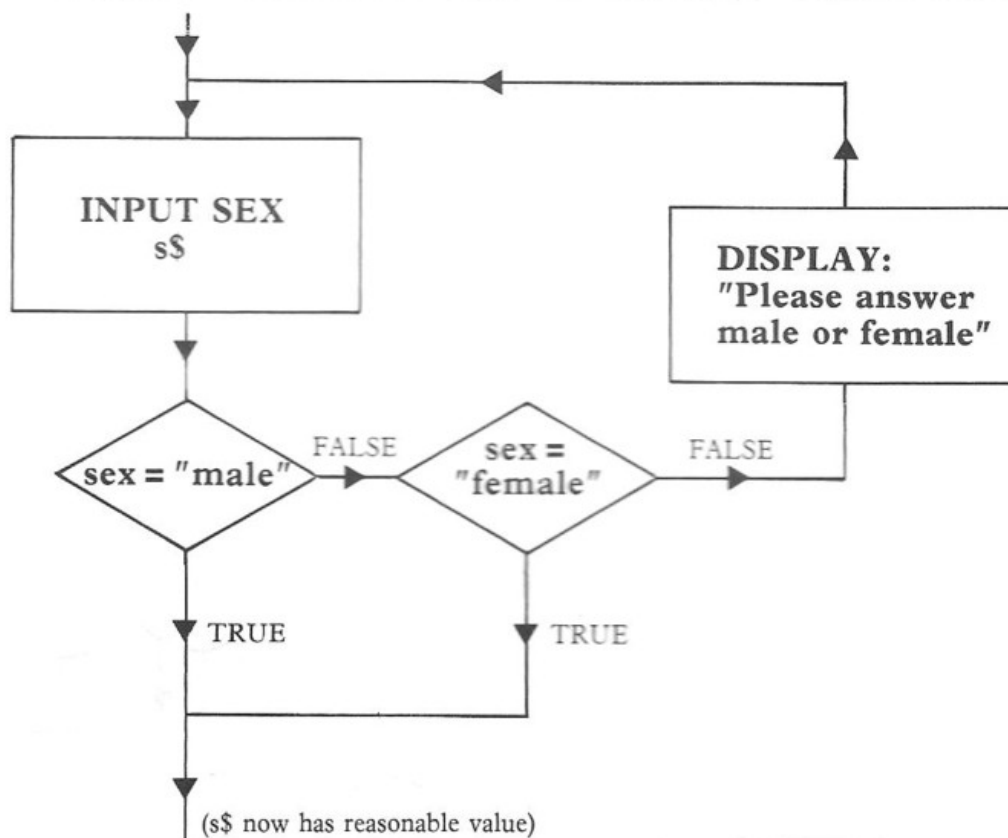 INPUT SEX
s$
DISPLAY:
"Please answer
male or female"
sex = "male"
FALSE
sex =
"female"
FALSE
TRUE
TRUE
(s$ now has reasonable value)